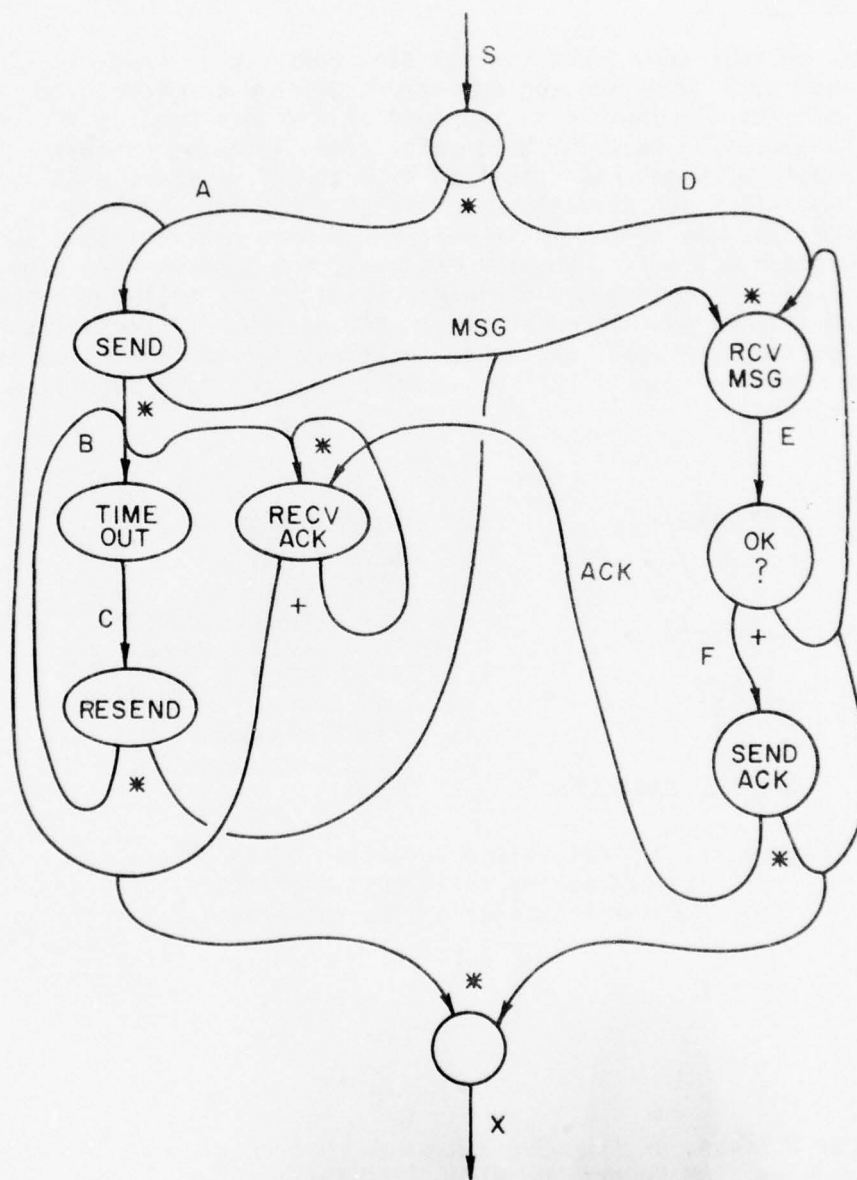 S
A
D
*
*
SEND
MSG
RCV
MSG
*
B
*
E
TIME
OUT
RECV
ACK
OK
?
ACK
C
+
+
F
RESEND
SEND
ACK
*
*
*
X